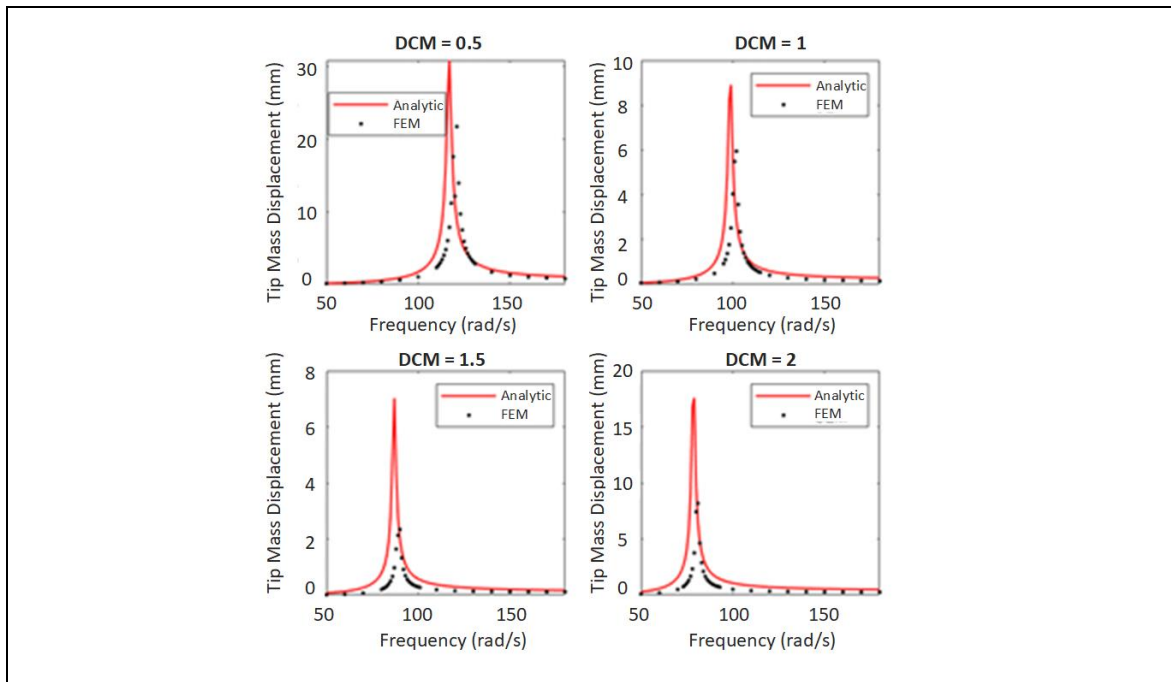 DCM = 0.5
Tip Mass Displacement (mm)
30
20
10
0
Analytic
FEM
50 100 150
Frequency (rad/s)
DCM = 1
Tip Mass Displacement (mm)
10
8
6
4
2
0
Analytic
FEM
50 100 150
Frequency (rad/s)
DCM = 1.5
Tip Mass Displacement (mm)
8
6
4
2
0
Analytic
FEM
50 100 150
Frequency (rad/s)
DCM = 2
Tip Mass Displacement (mm)
20
15
10
5
0
Analytic
FEM
50 100 150
Frequency (rad/s)